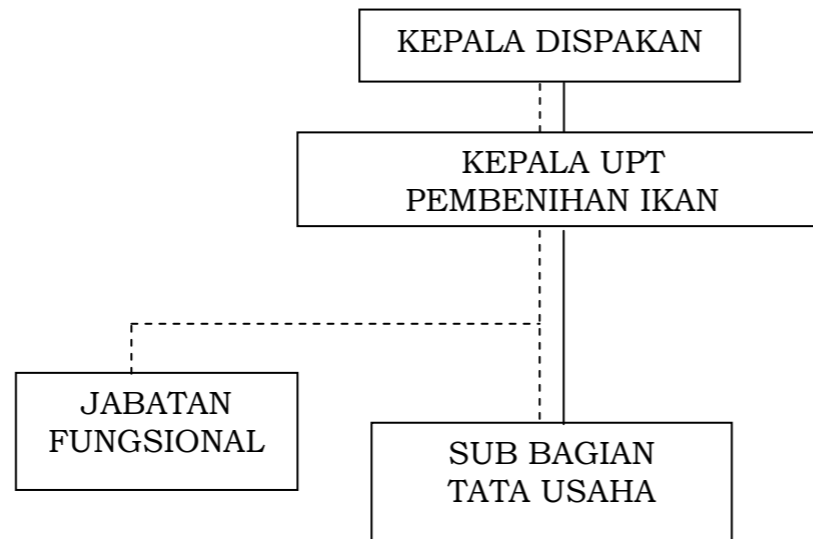 KEPALA DISPAKAN
KEPALA UPT
PEMBENIHAN IKAN
JABATAN
FUNGSIONAL
SUB BAGIAN
TATA USAHA